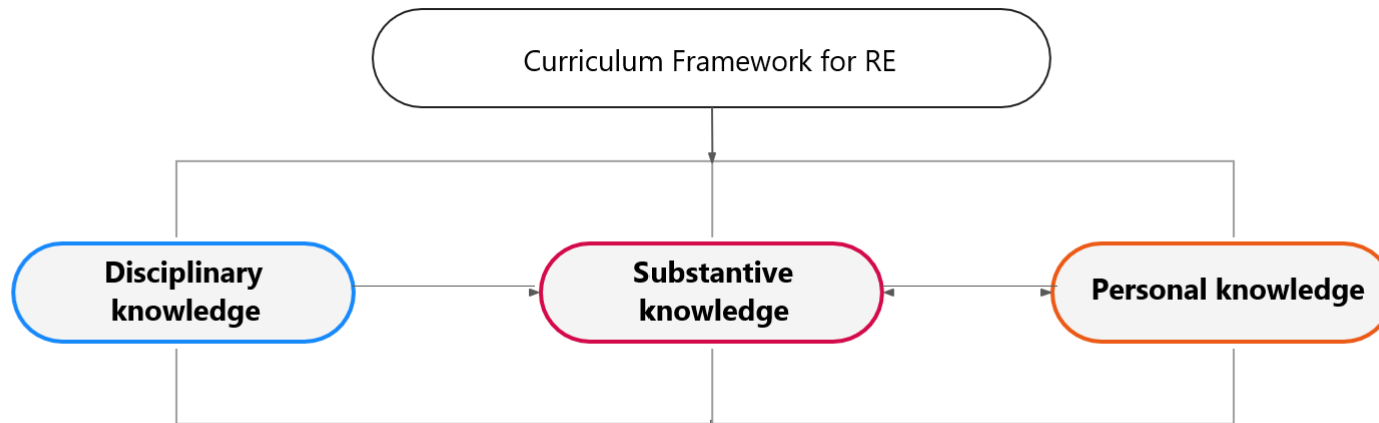 Curriculum Framework for RE
Disciplinary
knowledge
Substantive
knowledge
Personal knowledge